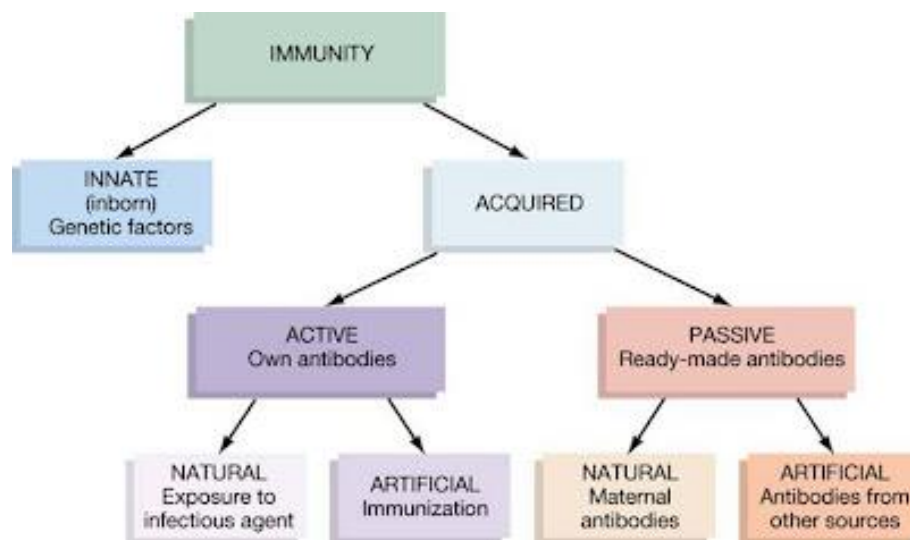 IMMUNITY
INNATE
(inborn)
Genetic factors
ACQUIRED
ACTIVE
Own antibodies
PASSIVE
Ready-made antibodies
NATURAL
Exposure to
infectious agent
ARTIFICIAL
Immunization
NATURAL
Maternal
antibodies
ARTIFICIAL
Antibodies from
other sources